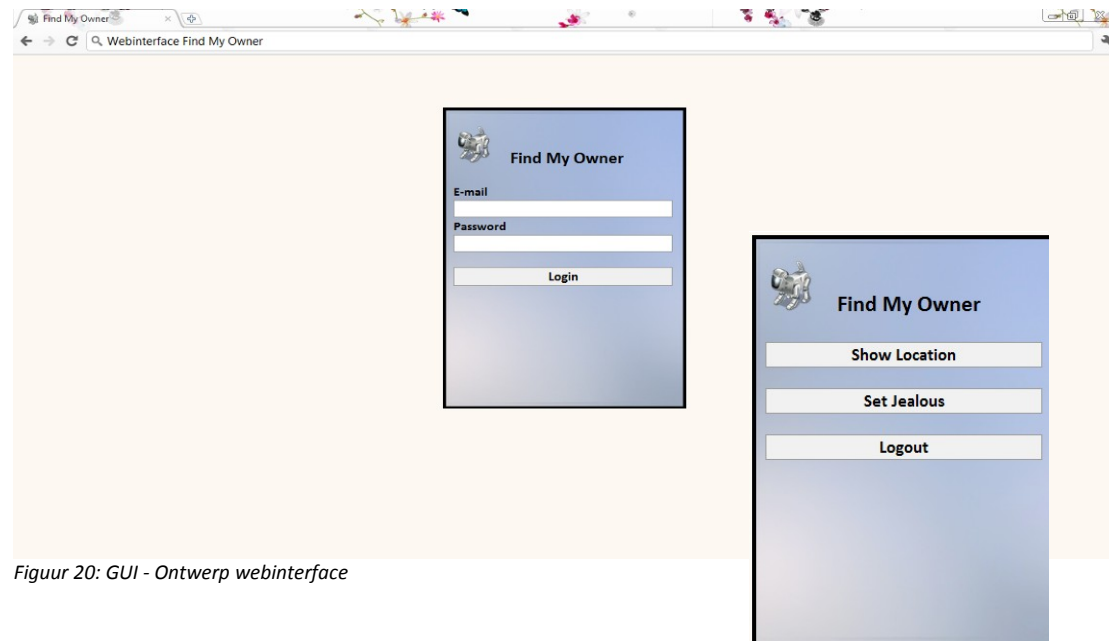 Find My Owner
Webinterface Find My Owner
Find My Owner
E-mail
Password
Login
Find My Owner
Show Location
Set Jealous
Logout
Figuur 20: GUI - Ontwerp webinterface